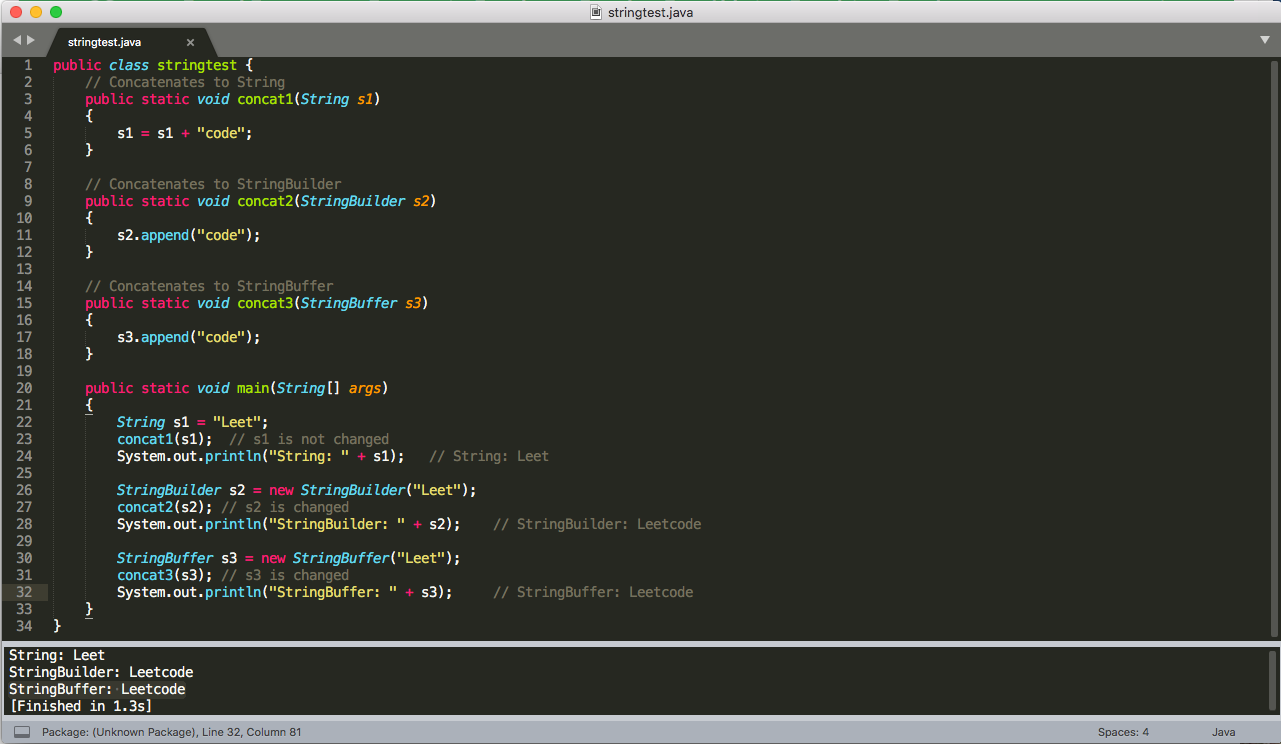 stringtest.java
stringtest.java ×
1 public class stringtest {
2     // Concatenates to String
3     public static void concat1(String s1)
4     {
5         s1 = s1 + "code";
6     }
7
8     // Concatenates to StringBuilder
9     public static void concat2(StringBuilder s2)
10     {
11         s2.append("code");
12     }
13
14     // Concatenates to StringBuffer
15     public static void concat3(StringBuffer s3)
16     {
17         s3.append("code");
18     }
19
20     public static void main(String[] args)
21     {
22         String s1 = "Leet";
23         concat1(s1);  // s1 is not changed
24         System.out.println("String: " + s1);   // String: Leet
25
26         StringBuilder s2 = new StringBuilder("Leet");
27         concat2(s2); // s2 is changed
28         System.out.println("StringBuilder: " + s2);    // StringBuilder: Leetcode
29
30         StringBuffer s3 = new StringBuffer("Leet");
31         concat3(s3); // s3 is changed
32         System.out.println("StringBuffer: " + s3);     // StringBuffer: Leetcode
33     }
34 }
String: Leet
StringBuilder: Leetcode
StringBuffer: Leetcode
[Finished in 1.3s]
Package: (Unknown Package), Line 32, Column 81 Spaces: 4 Java